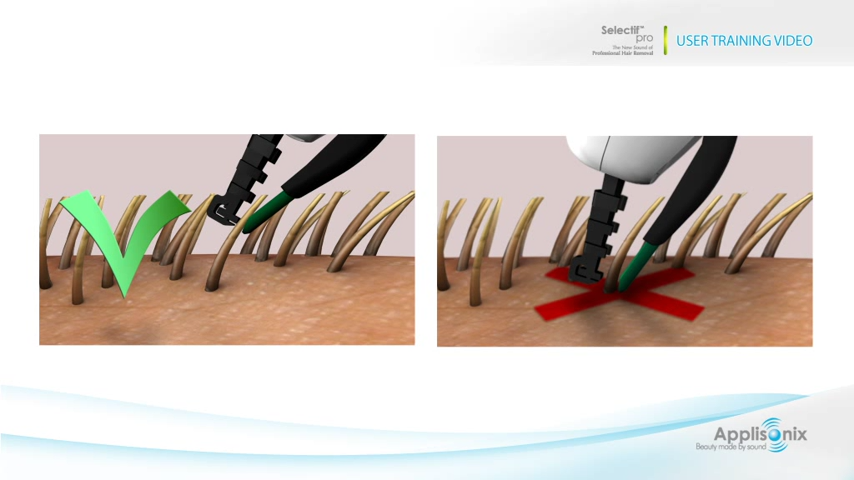 Selectif™
pro
The New Sound of
Professional Hair Removal
USER TRAINING VIDEO
Applisonix
Beauty made by sound